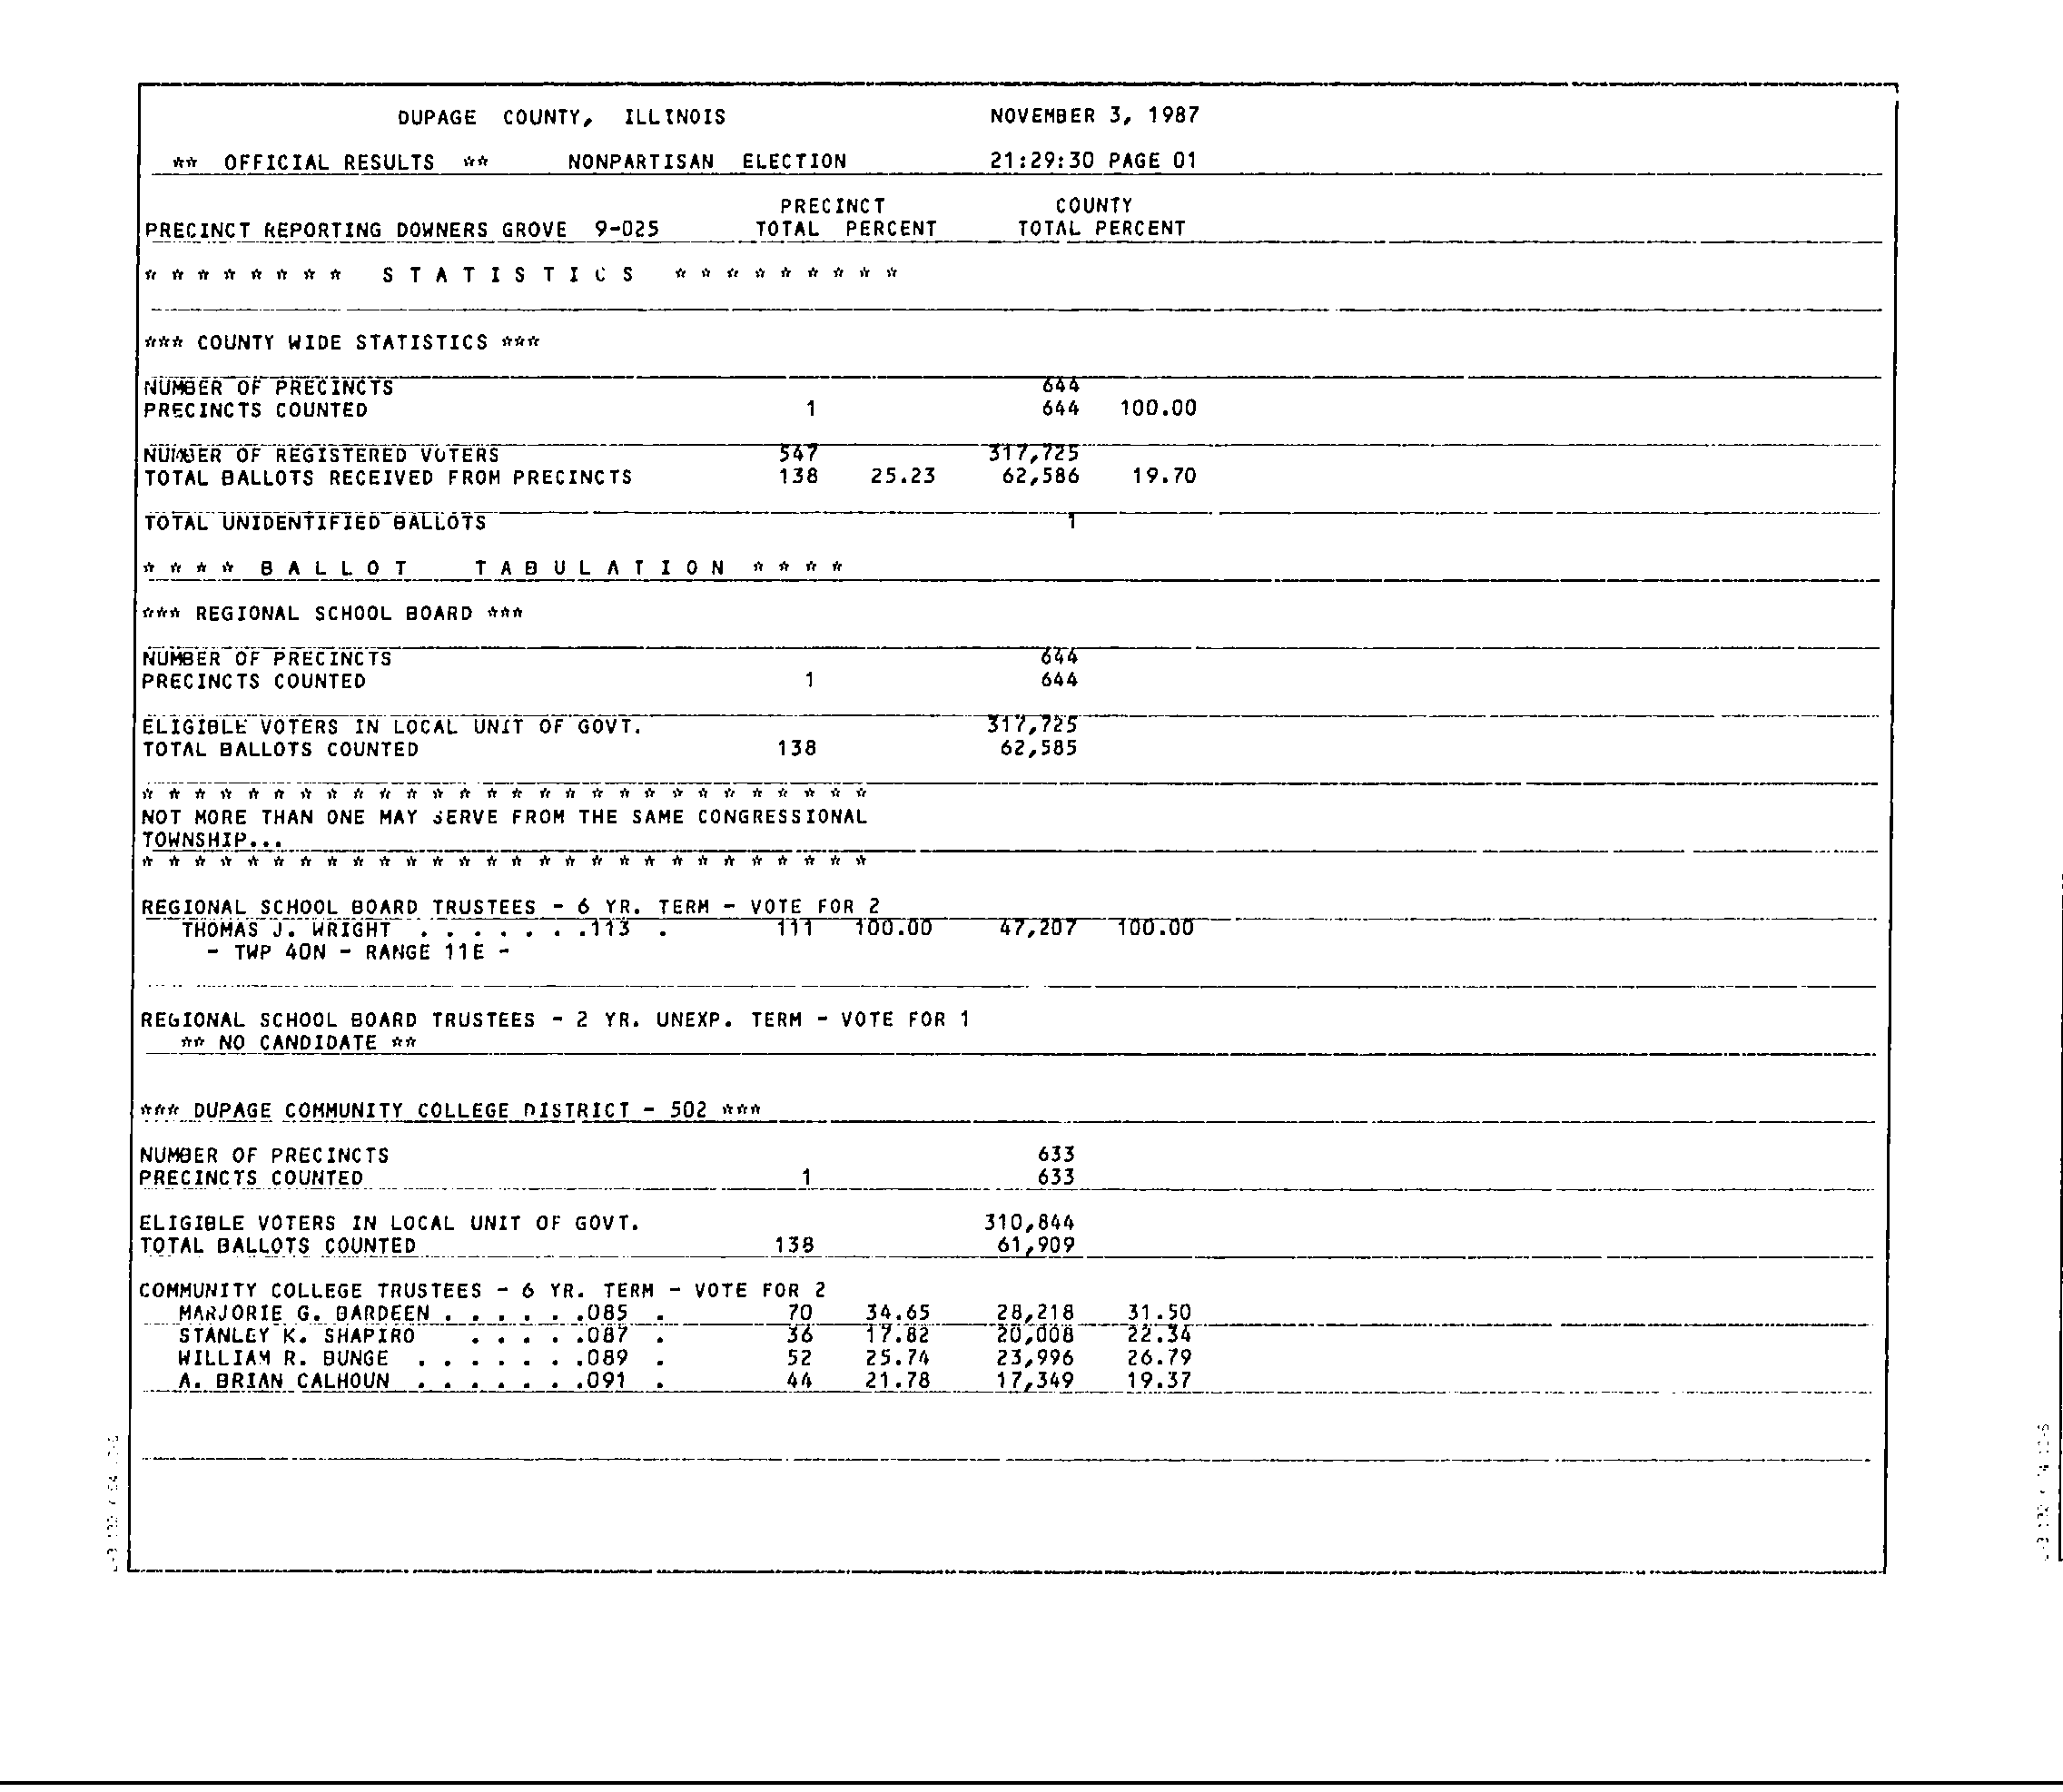 DUPAGE COUNTY, ILLINOIS NOVEMBER 3, 1987
** OFFICIAL RESULTS ** NONPARTISAN ELECTION 21:29:30 PAGE 01
PRECINCT COUNTY
PRECINCT REPORTING DOWNERS GROVE 9-025 TOTAL PERCENT TOTAL PERCENT
* * * * * * * * S T A T I S T I C S * * * * * * * * *
*** COUNTY WIDE STATISTICS ***
NUMBER OF PRECINCTS 644
PRECINCTS COUNTED 1 644 100.00
NUMBER OF REGISTERED VOTERS 547 317,725
TOTAL BALLOTS RECEIVED FROM PRECINCTS 138 25.23 62,586 19.70
TOTAL UNIDENTIFIED BALLOTS 1
* * * * B A L L O T T A B U L A T I O N * * * *
*** REGIONAL SCHOOL BOARD ***
NUMBER OF PRECINCTS 644
PRECINCTS COUNTED 1 644
ELIGIBLE VOTERS IN LOCAL UNIT OF GOVT. 317,725
TOTAL BALLOTS COUNTED 138 62,585
* * * * * * * * * * * * * * * * * * * * * * * * * * * *
NOT MORE THAN ONE MAY SERVE FROM THE SAME CONGRESSIONAL
TOWNSHIP...
* * * * * * * * * * * * * * * * * * * * * * * * * * * *
REGIONAL SCHOOL BOARD TRUSTEES - 6 YR. TERM - VOTE FOR 2
THOMAS J. WRIGHT . . . . . . .113 . 111 100.00 47,207 100.00
- TWP 40N - RANGE 11E -
REGIONAL SCHOOL BOARD TRUSTEES - 2 YR. UNEXP. TERM - VOTE FOR 1
** NO CANDIDATE **
*** DUPAGE COMMUNITY COLLEGE DISTRICT - 502 ***
NUMBER OF PRECINCTS 633
PRECINCTS COUNTED 1 633
ELIGIBLE VOTERS IN LOCAL UNIT OF GOVT. 310,844
TOTAL BALLOTS COUNTED 138 61,909
COMMUNITY COLLEGE TRUSTEES - 6 YR. TERM - VOTE FOR 2
MARJORIE G. BARDEEN . . . . . .085 . 70 34.65 28,218 31.50
STANLEY K. SHAPIRO . . . . .087 . 36 17.82 20,008 22.34
WILLIAM R. BUNGE . . . . . . .089 . 52 25.74 23,996 26.79
A. BRIAN CALHOUN . . . . . . .091 . 44 21.78 17,349 19.37